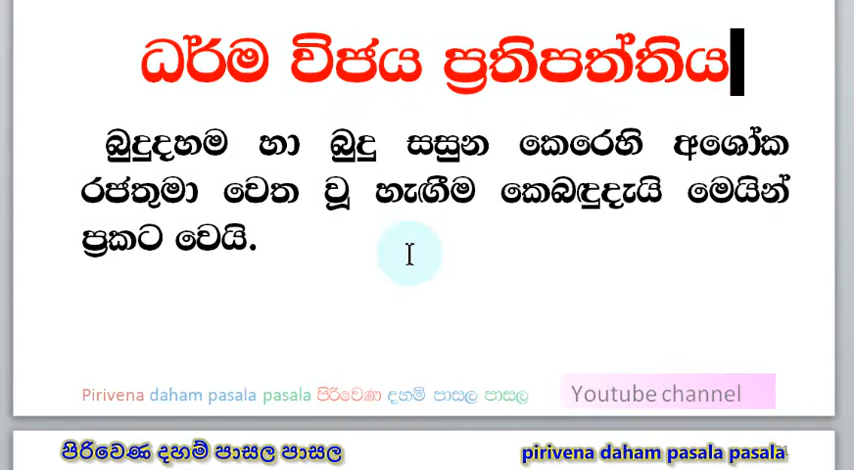 ධර්ම විජය ප්‍රතිපත්තිය
බුදුදහම හා බුදු සසුන කෙරෙහි අශෝක
රජතුමා වෙත වූ හැඟීම කෙබඳුදැයි මෙයින්
ප්‍රකට වෙයි.
Pirivena daham pasala pasala පිරිවෙණ දහම් පාසල පාසල Youtube channel
පිරිවෙණ දහම් පාසල පාසල pirivena daham pasala pasala